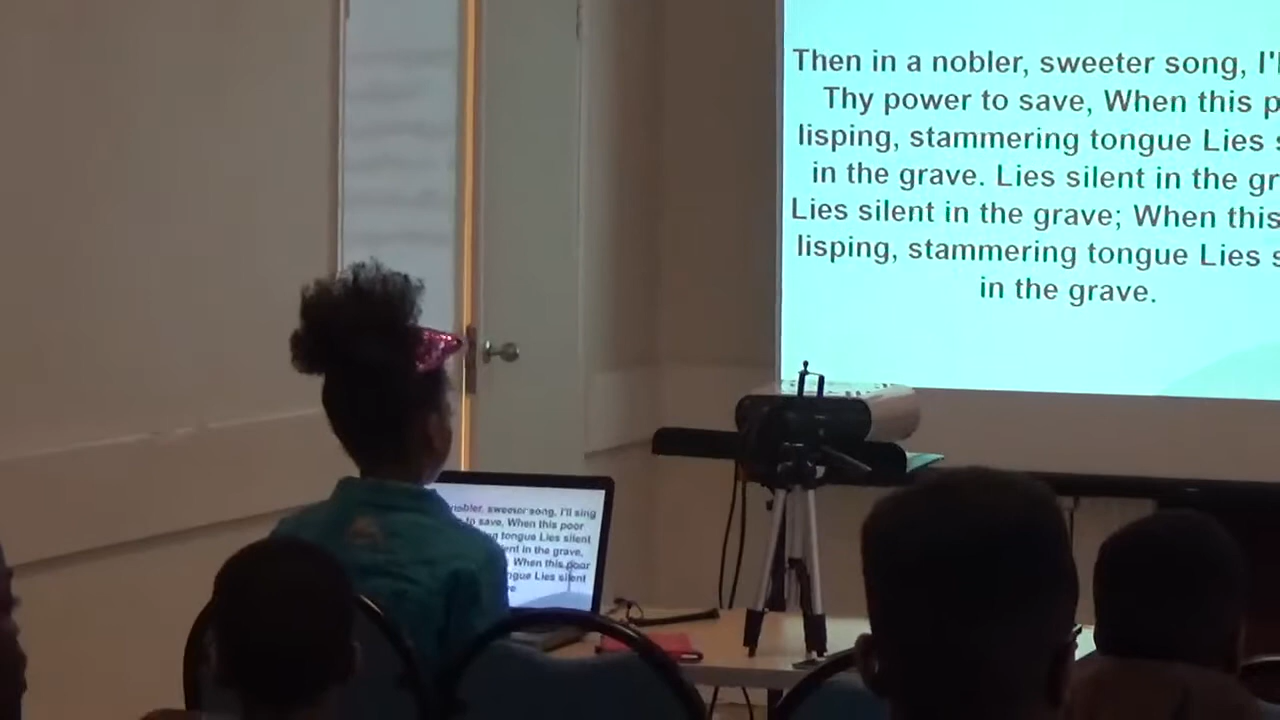 Then in a nobler, sweeter song, I'l
Thy power to save, When this p
lisping, stammering tongue Lies s
in the grave. Lies silent in the gr
Lies silent in the grave; When this
lisping, stammering tongue Lies s
in the grave.
nobler, sweeter song, I'll sing
to save, When this poor
tongue Lies silent
in the grave,
When this poor
Lies silent